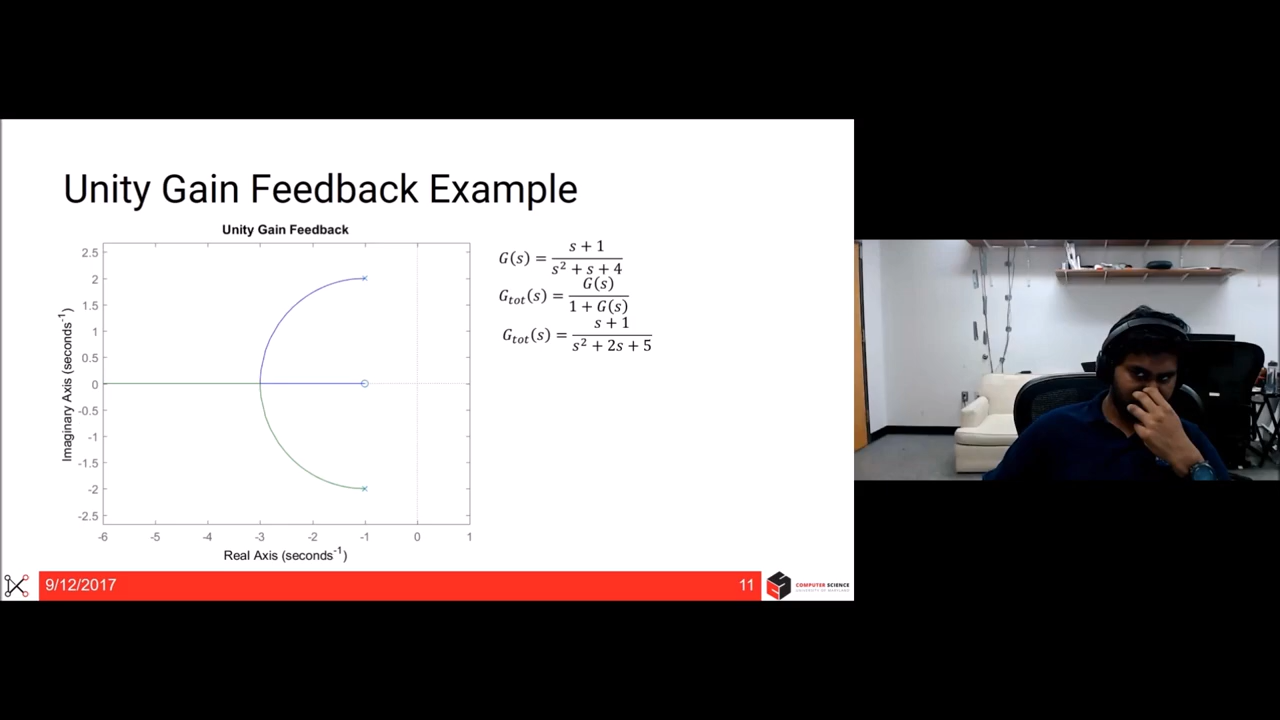 Unity Gain Feedback Example
Unity Gain Feedback
2.5
2
1.5
1
0.5
0
-0.5
-1
-1.5
-2
-2.5
-6 -5 -4 -3 -2 -1 0 1
Imaginary Axis (seconds⁻¹)
Real Axis (seconds⁻¹)
G(s) = (s + 1)/(s² + s + 4)
G_tot(s) = G(s)/(1 + G(s))
G_tot(s) = (s + 1)/(s² + 2s + 5)
9/12/2017
11
COMPUTER SCIENCE
UNIVERSITY OF MARYLAND